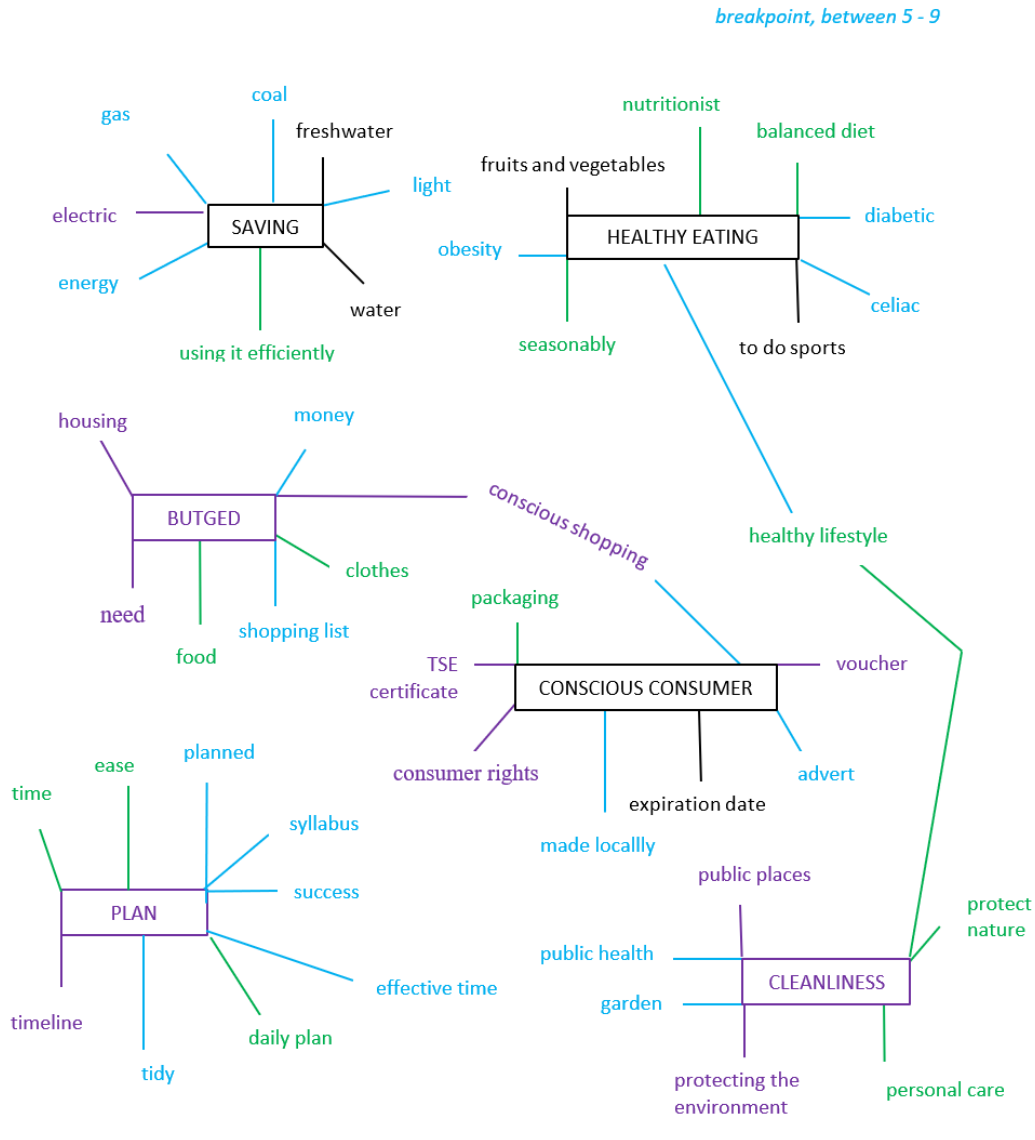 breakpoint, between 5 - 9
coal
gas
freshwater
light
electric
SAVING
energy
water
using it efficiently
nutritionist
balanced diet
fruits and vegetables
diabetic
HEALTHY EATING
obesity
celiac
seasonably
to do sports
housing
money
BUTGED
conscious shopping
clothes
need
shopping list
food
healthy lifestyle
packaging
TSE
certificate
voucher
CONSCIOUS CONSUMER
consumer rights
advert
expiration date
made locallly
planned
ease
time
syllabus
success
PLAN
effective time
timeline
daily plan
tidy
public places
protect
nature
public health
CLEANLINESS
garden
protecting the
environment
personal care